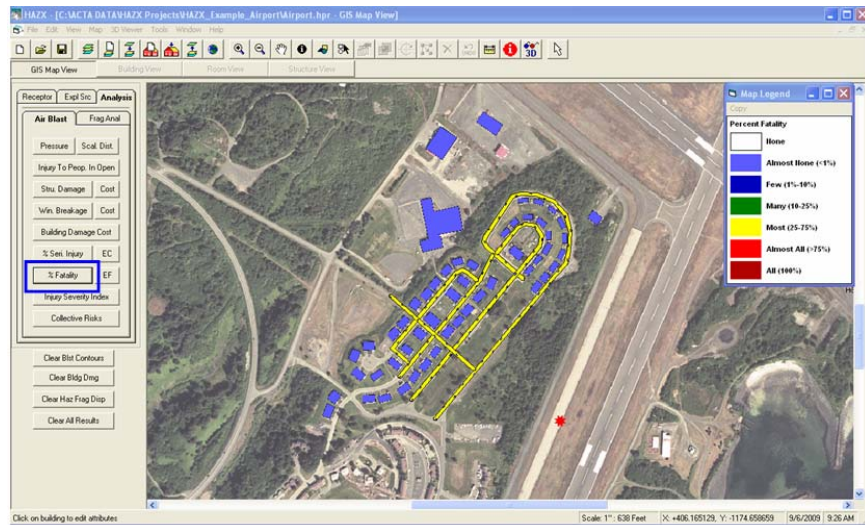 HAZX - [C:\ACTA DATA\HAZX Projects\HAZX_Example_Airport\Airport.hpr - GIS Map View]
File Edit View Map 3D Viewer Tools Window Help
3D
GIS Map View Building View Room View Structure View
Receptor Expl Src Analysis
Air Blast Frag Anal
Pressure Scal. Dist.
Injury To Peop. In Open
Stru. Damage Cost
Win. Breakage Cost
Building Damage Cost
% Seri. Injury EC
% Fatality EF
Injury Severity Index
Collective Risks
Clear Blst Contours
Clear Bldg Dmg
Clear Haz Frag Disp
Clear All Results
Map Legend
Copy
Percent Fatality
None
Almost None (<1%)
Few (1%-10%)
Many (10-25%)
Most (25-75%)
Almost All (>75%)
All (100%)
Click on building to edit attributes
Scale: 1" : 638 Feet X: +406.165129, Y: -1174.658659 9/6/2009 9:26 AM